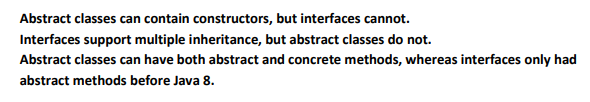 Abstract classes can contain constructors, but interfaces cannot.
Interfaces support multiple inheritance, but abstract classes do not.
Abstract classes can have both abstract and concrete methods, whereas interfaces only had
abstract methods before Java 8.